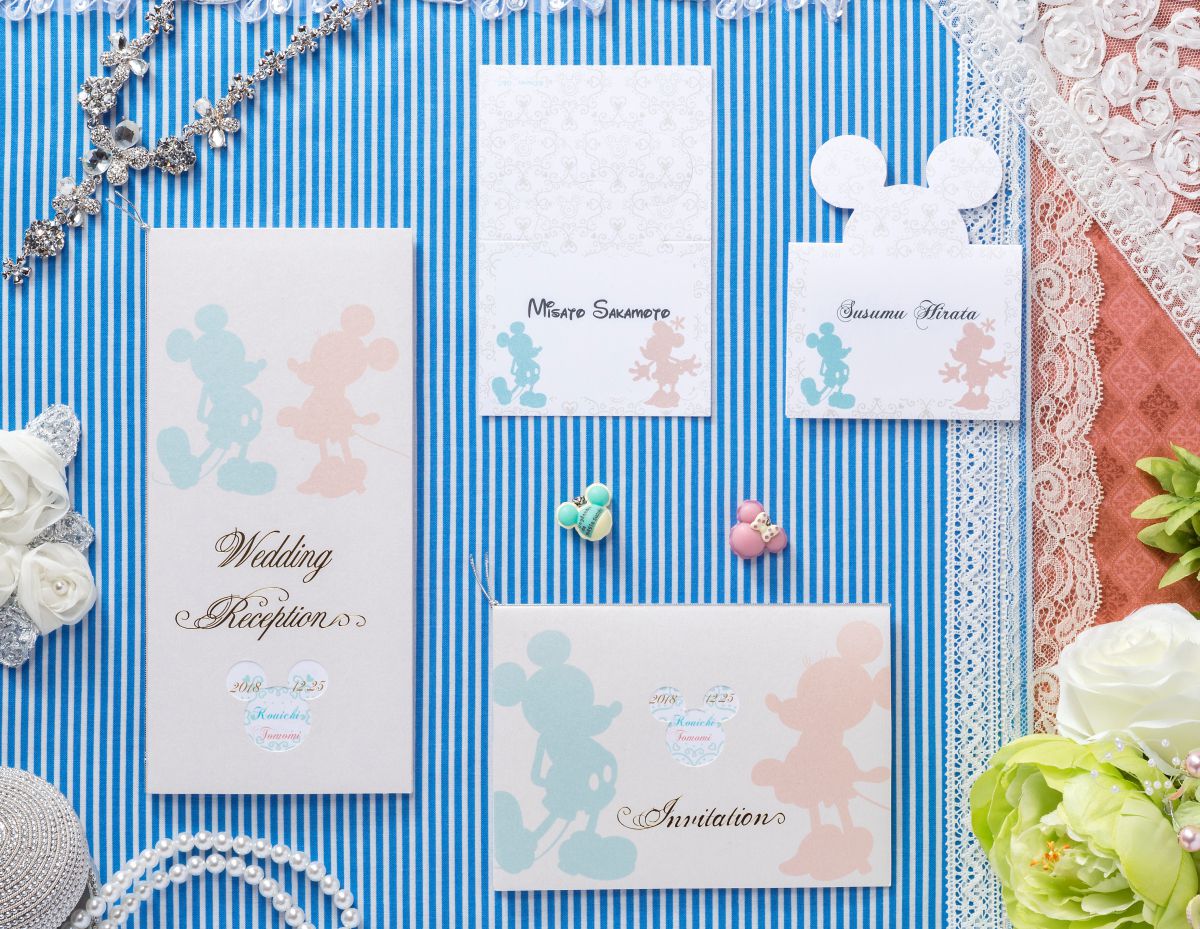 Misato Sakamoto
Susumu Hirata
Wedding
Reception
2018 12.25
Kouichi
Tomomi
2018 12.25
Kouichi
Tomomi
Invitation